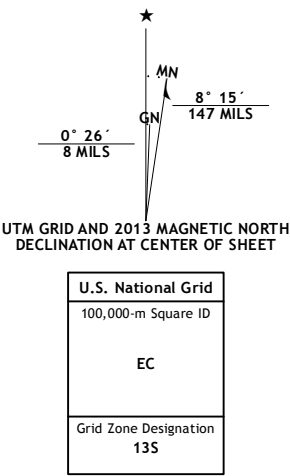 ★
MN
8° 15´
147 MILS
GN
0° 26´
8 MILS
UTM GRID AND 2013 MAGNETIC NORTH
DECLINATION AT CENTER OF SHEET
U.S. National Grid
100,000-m Square ID
EC
Grid Zone Designation
13S